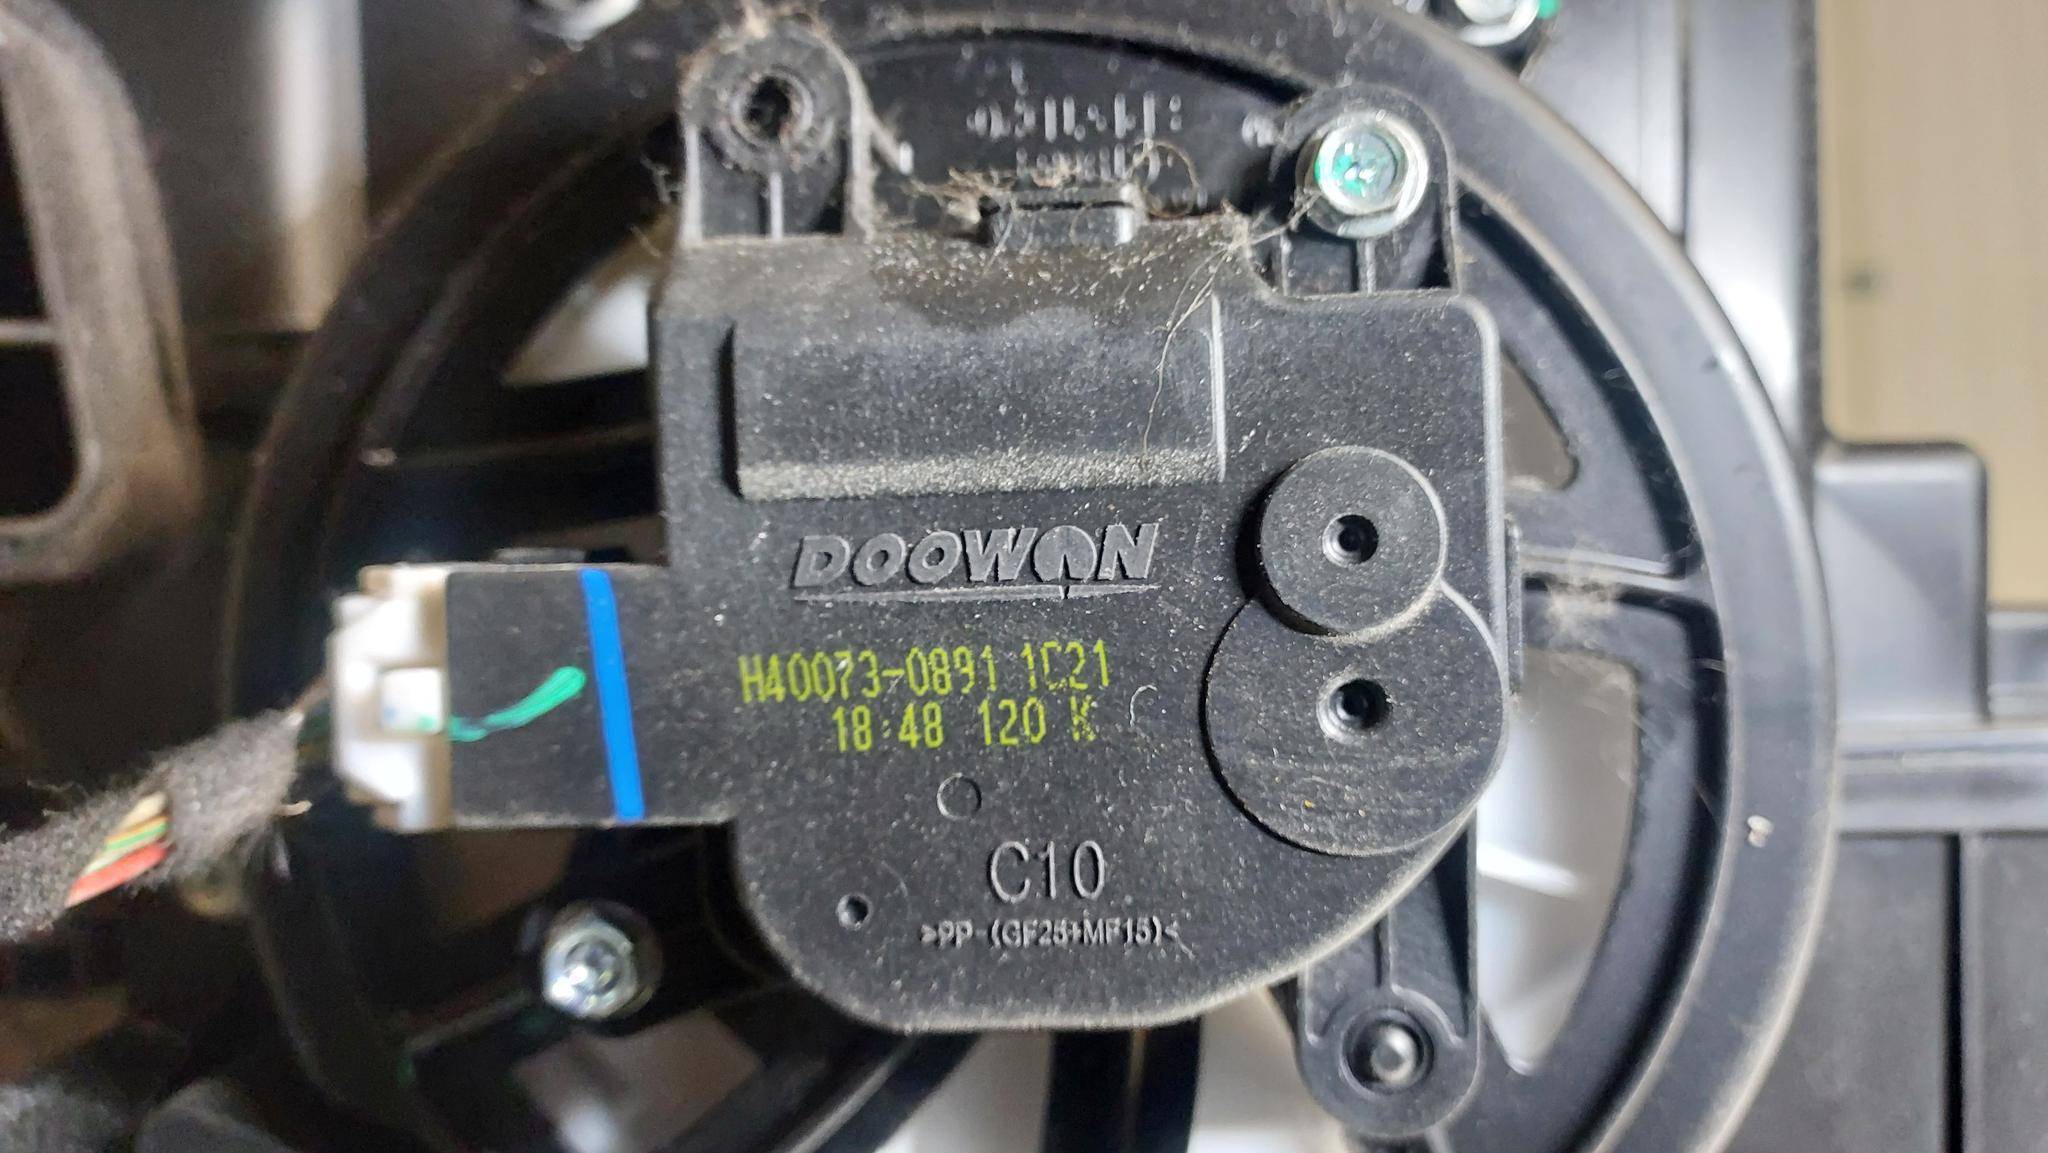 DOOWON
H40073-0891 1C21
18:48 120 K
C10
>PP-(GF25+MF15)<